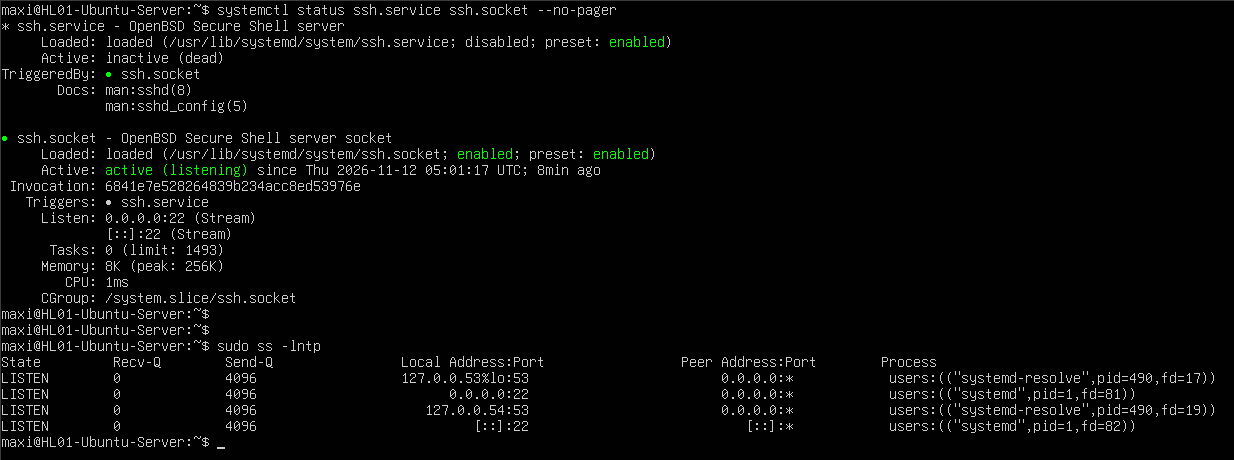 maxi@HL01-Ubuntu-Server:~$ systemctl status ssh.service ssh.socket --no-pager
* ssh.service - OpenBSD Secure Shell server
     Loaded: loaded (/usr/lib/systemd/system/ssh.service; disabled; preset: enabled)
     Active: inactive (dead)
TriggeredBy: ● ssh.socket
       Docs: man:sshd(8)
             man:sshd_config(5)

● ssh.socket - OpenBSD Secure Shell server socket
     Loaded: loaded (/usr/lib/systemd/system/ssh.socket; enabled; preset: enabled)
     Active: active (listening) since Thu 2026-11-12 05:01:17 UTC; 8min ago
 Invocation: 6841e7e528264839b234acc8ed53976e
   Triggers: ● ssh.service
     Listen: 0.0.0.0:22 (Stream)
             [::]:22 (Stream)
      Tasks: 0 (limit: 1493)
     Memory: 8K (peak: 256K)
        CPU: 1ms
     CGroup: /system.slice/ssh.socket
maxi@HL01-Ubuntu-Server:~$
maxi@HL01-Ubuntu-Server:~$
maxi@HL01-Ubuntu-Server:~$ sudo ss -lntp
State         Recv-Q        Send-Q                    Local Address:Port                 Peer Address:Port        Process
LISTEN        0             4096                      127.0.0.53%lo:53                        0.0.0.0:*            users:(("systemd-resolve",pid=490,fd=17))
LISTEN        0             4096                            0.0.0.0:22                        0.0.0.0:*            users:(("systemd",pid=1,fd=81))
LISTEN        0             4096                         127.0.0.54:53                        0.0.0.0:*            users:(("systemd-resolve",pid=490,fd=19))
LISTEN        0             4096                               [::]:22                           [::]:*            users:(("systemd",pid=1,fd=82))
maxi@HL01-Ubuntu-Server:~$ _